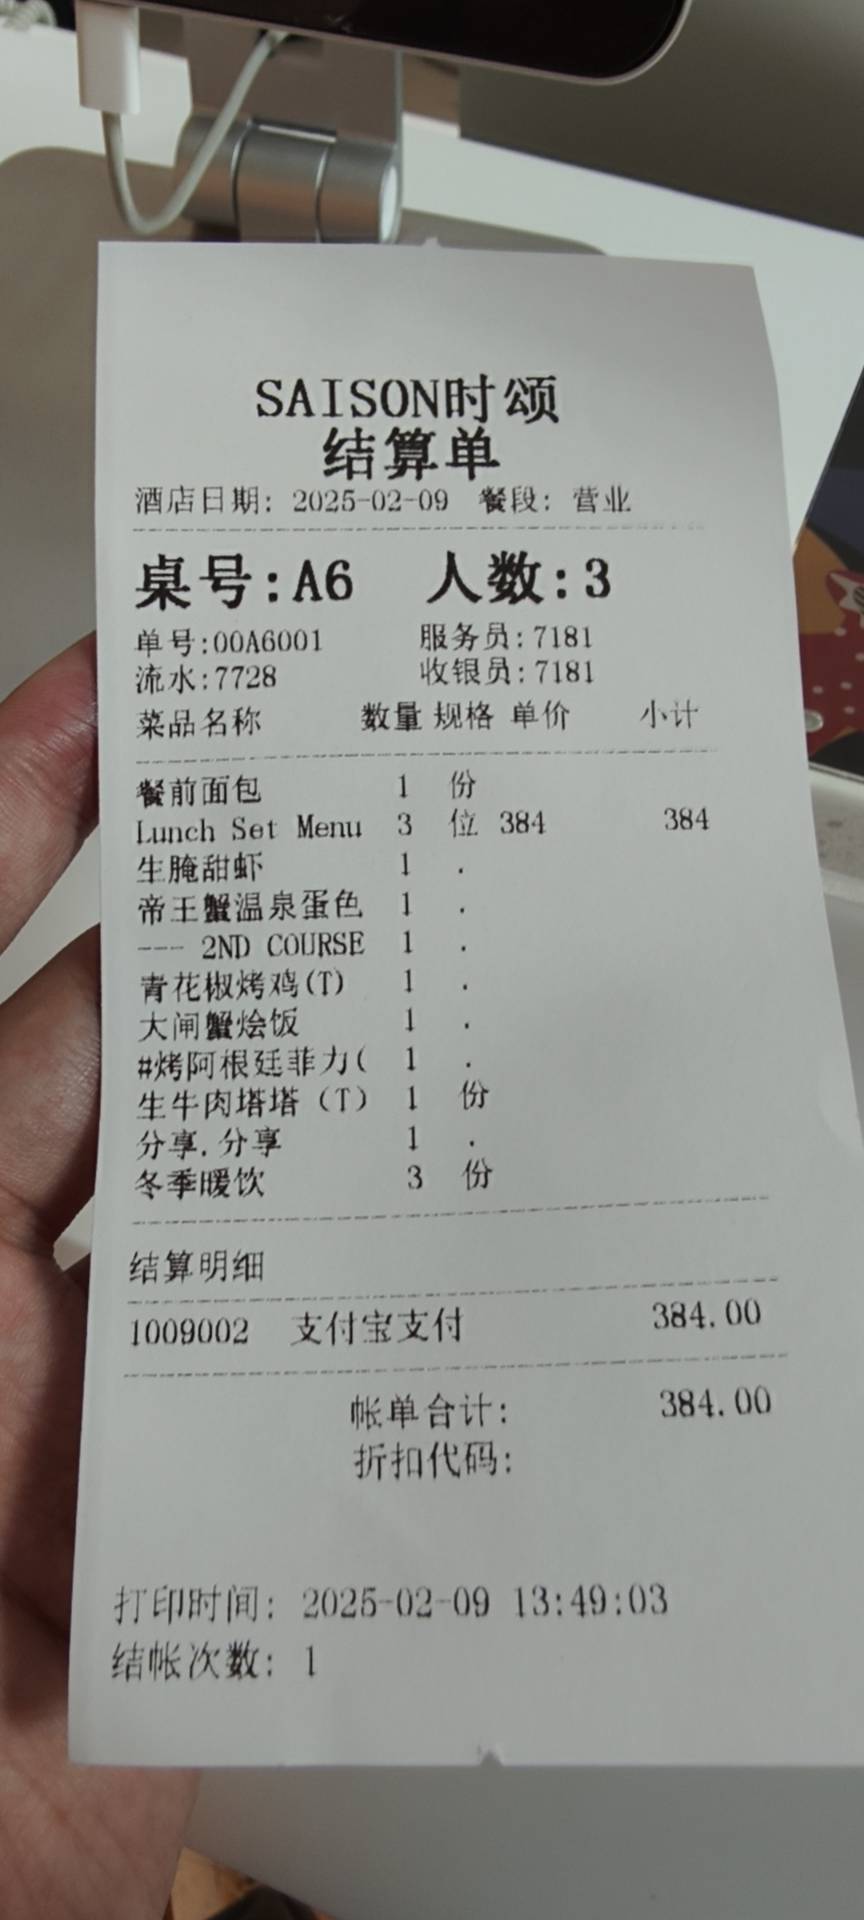 SAISON时颂
结算单
酒店日期: 2025-02-09 餐段: 营业
桌号:A6 人数:3
单号:00A6001 服务员:7181
流水:7728 收银员:7181
菜品名称 数量 规格 单价 小计
餐前面包 1 份
Lunch Set Menu 3 位 384 384
生腌甜虾 1 .
帝王蟹温泉蛋色 1 .
--- 2ND COURSE 1 .
青花椒烤鸡(T) 1 .
大闸蟹烩饭 1 .
#烤阿根廷菲力( 1 .
生牛肉塔塔 (T) 1 份
分享.分享 1 .
冬季暖饮 3 份
结算明细
1009002 支付宝支付 384.00
帐单合计: 384.00
折扣代码:
打印时间: 2025-02-09 13:49:03
结帐次数: 1